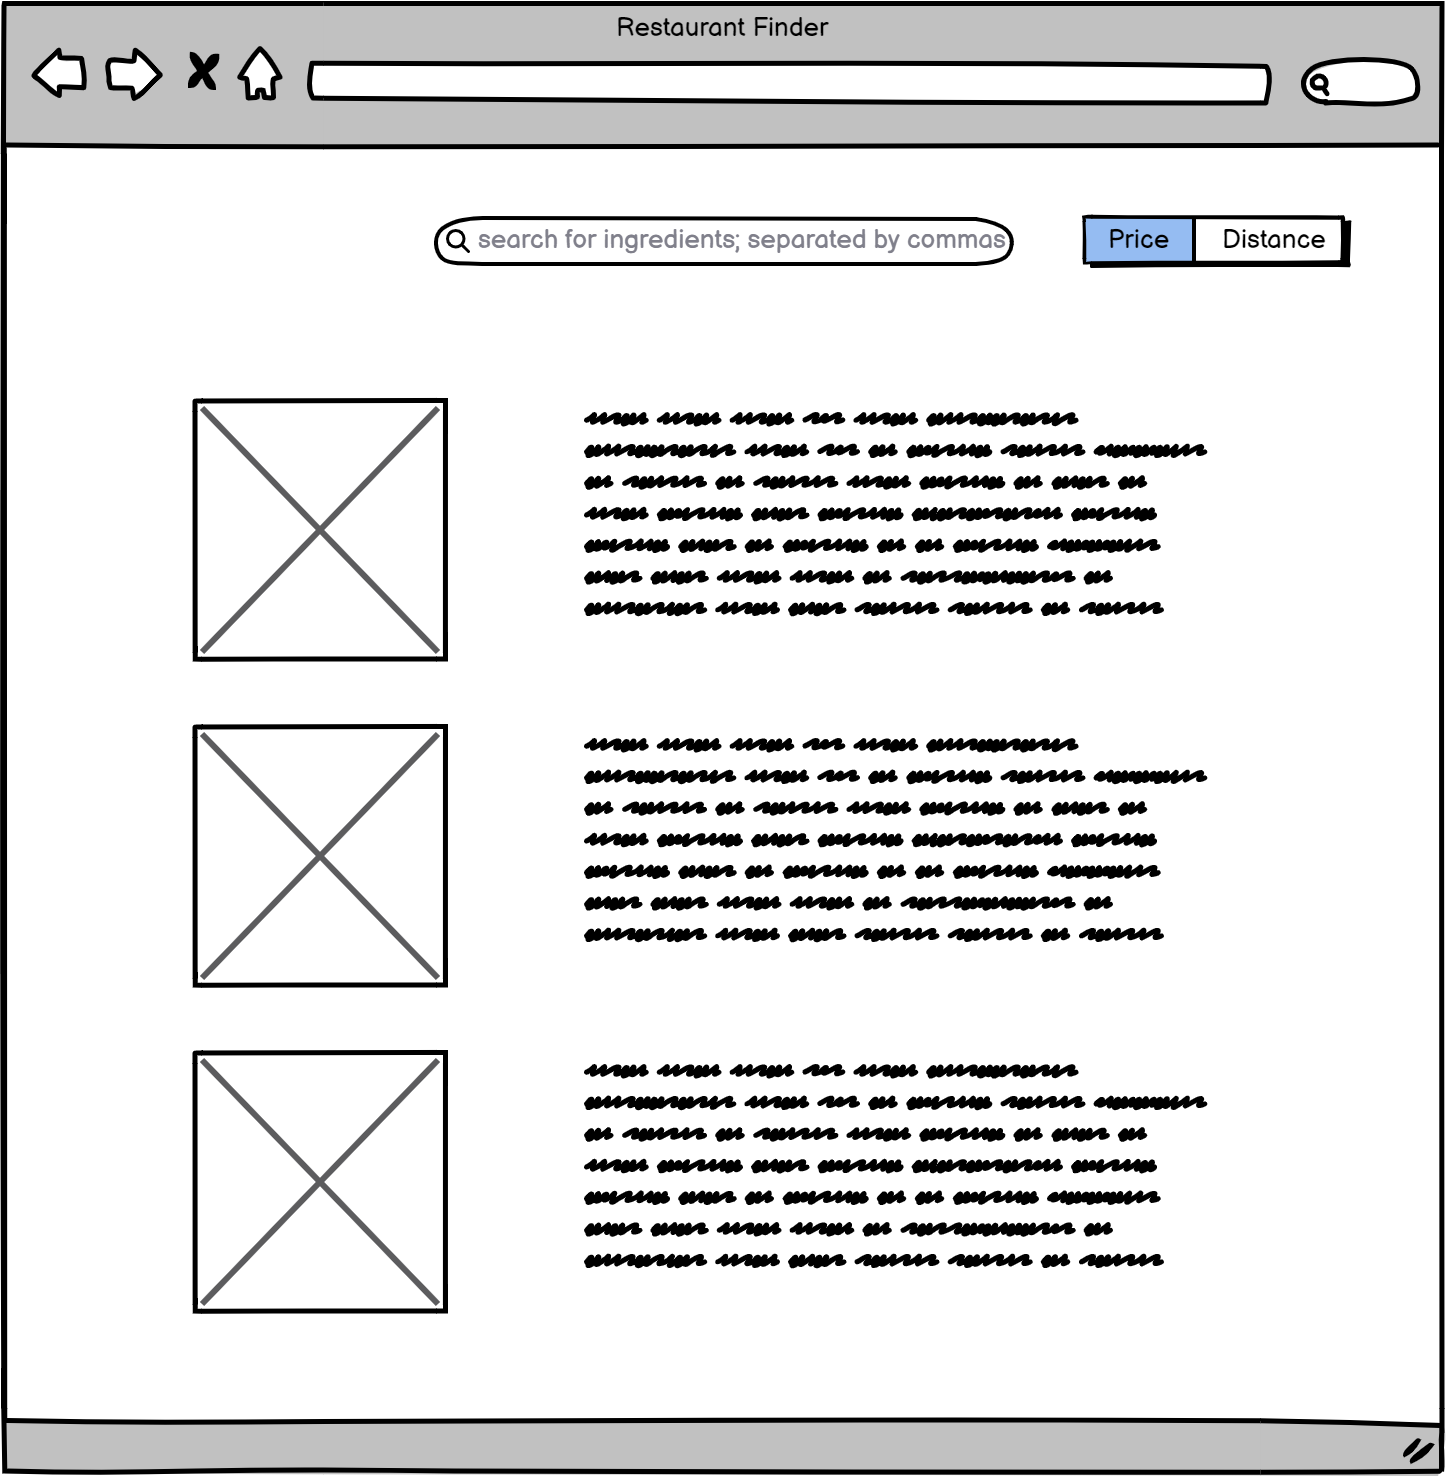 Restaurant Finder
search for ingredients; separated by commas
Price
Distance